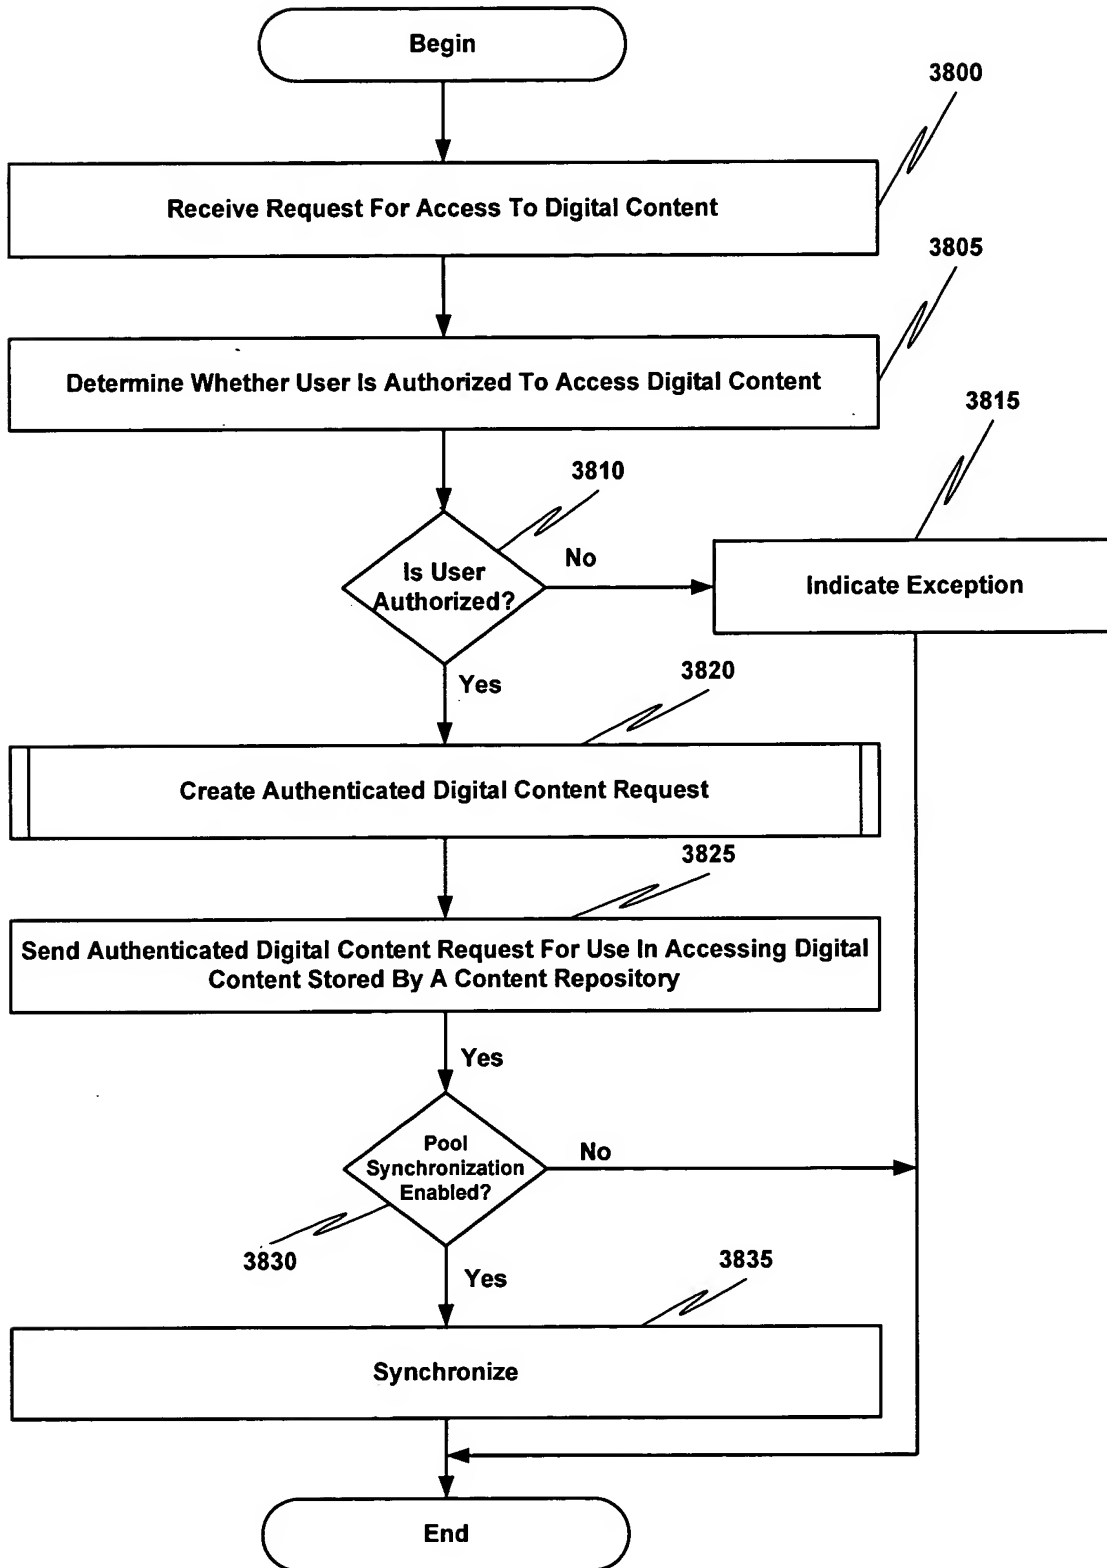 Begin
3800
Receive Request For Access To Digital Content
3805
Determine Whether User Is Authorized To Access Digital Content
3815
3810
No
Is User
Authorized?
Indicate Exception
Yes
3820
Create Authenticated Digital Content Request
3825
Send Authenticated Digital Content Request For Use In Accessing Digital
Content Stored By A Content Repository
Yes
Pool
Synchronization
Enabled?
No
3830
Yes
3835
Synchronize
End